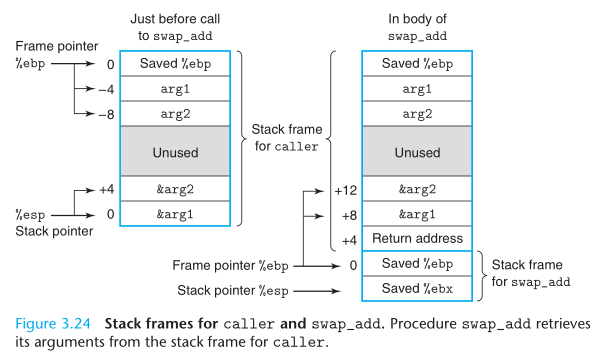 Just before call
to swap_add
In body of
swap_add
Frame pointer
%ebp
0
Saved %ebp
Saved %ebp
−4
arg1
arg1
−8
arg2
arg2
Stack frame
for caller
Unused
Unused
+4
&arg2
+12
&arg2
%esp
0
&arg1
+8
&arg1
Stack pointer
+4
Return address
Frame pointer %ebp
0
Saved %ebp
Stack frame
for swap_add
Stack pointer %esp
Saved %ebx
Figure 3.24 Stack frames for caller and swap_add. Procedure swap_add retrieves
its arguments from the stack frame for caller.